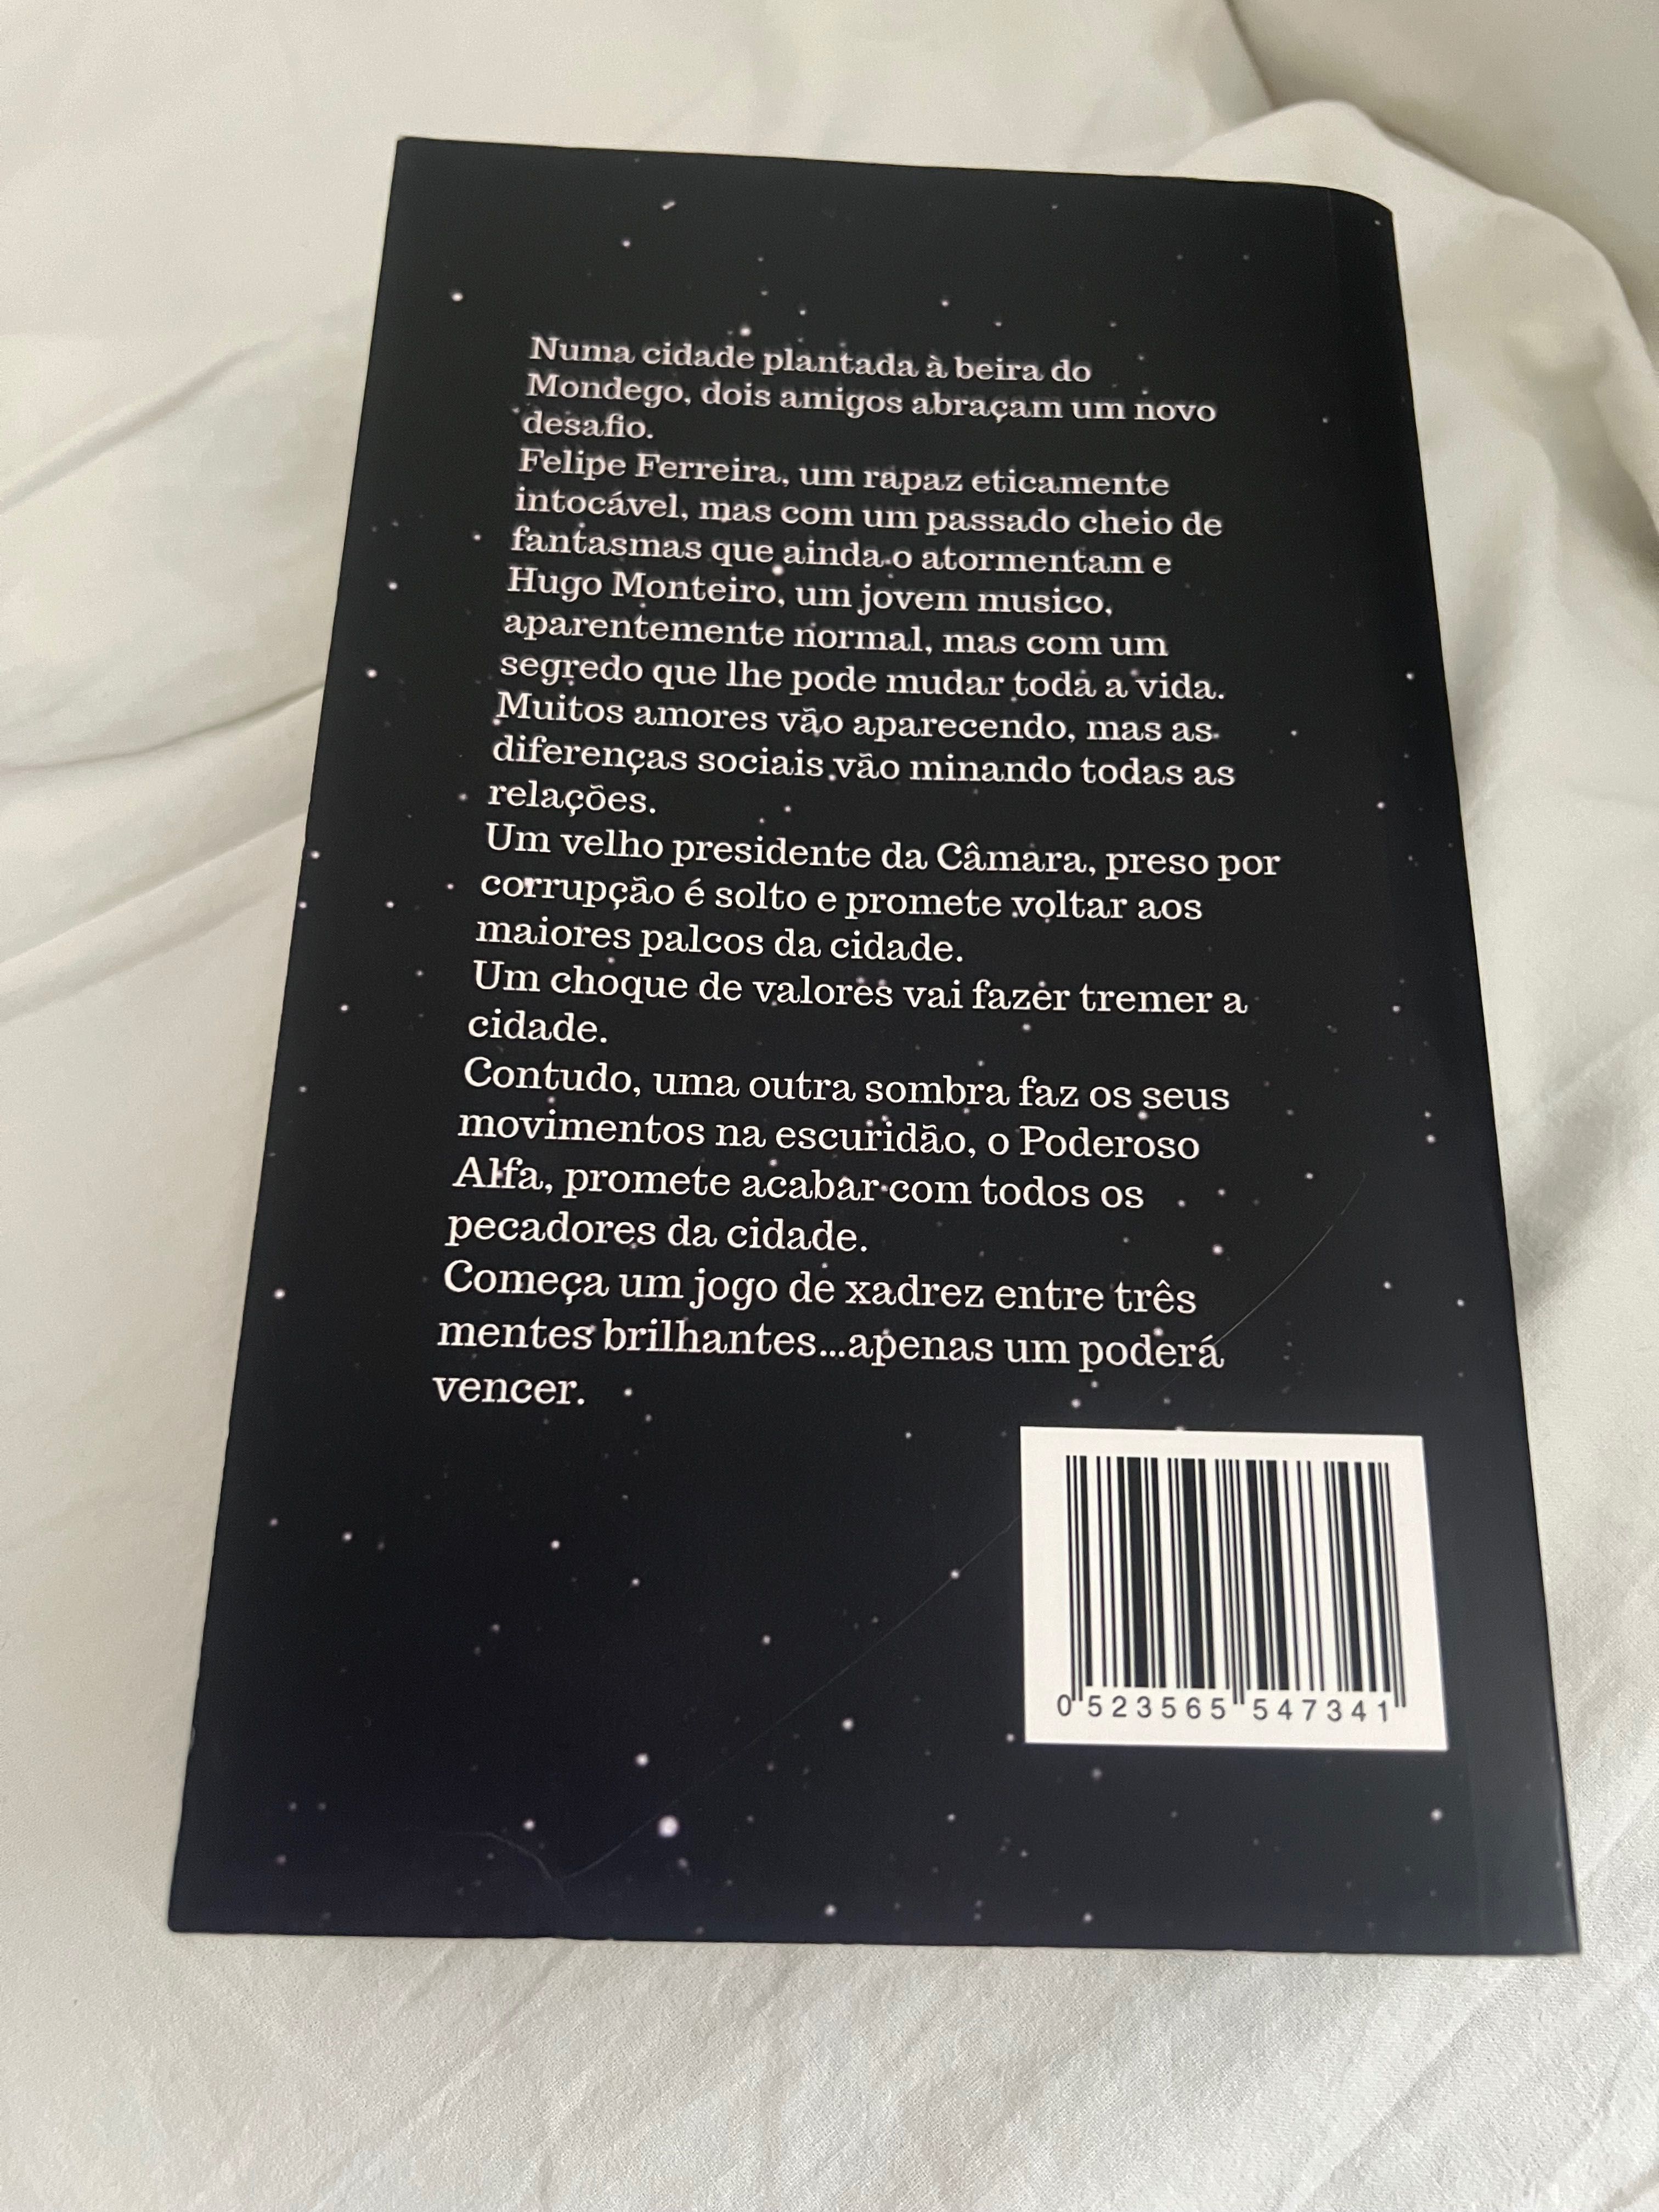 Numa cidade plantada à beira do
Mondego, dois amigos abraçam um novo
desafio.
Felipe Ferreira, um rapaz eticamente
intocável, mas com um passado cheio de
fantasmas que ainda o atormentam e
Hugo Monteiro, um jovem musico,
aparentemente normal, mas com um
segredo que lhe pode mudar toda a vida.
Muitos amores vão aparecendo, mas as
diferenças sociais vão minando todas as
relações.
Um velho presidente da Câmara, preso por
corrupção é solto e promete voltar aos
maiores palcos da cidade.
Um choque de valores vai fazer tremer a
cidade.
Contudo, uma outra sombra faz os seus
movimentos na escuridão, o Poderoso
Alfa, promete acabar com todos os
pecadores da cidade.
Começa um jogo de xadrez entre três
mentes brilhantes...apenas um poderá
vencer.
0 523565 547341